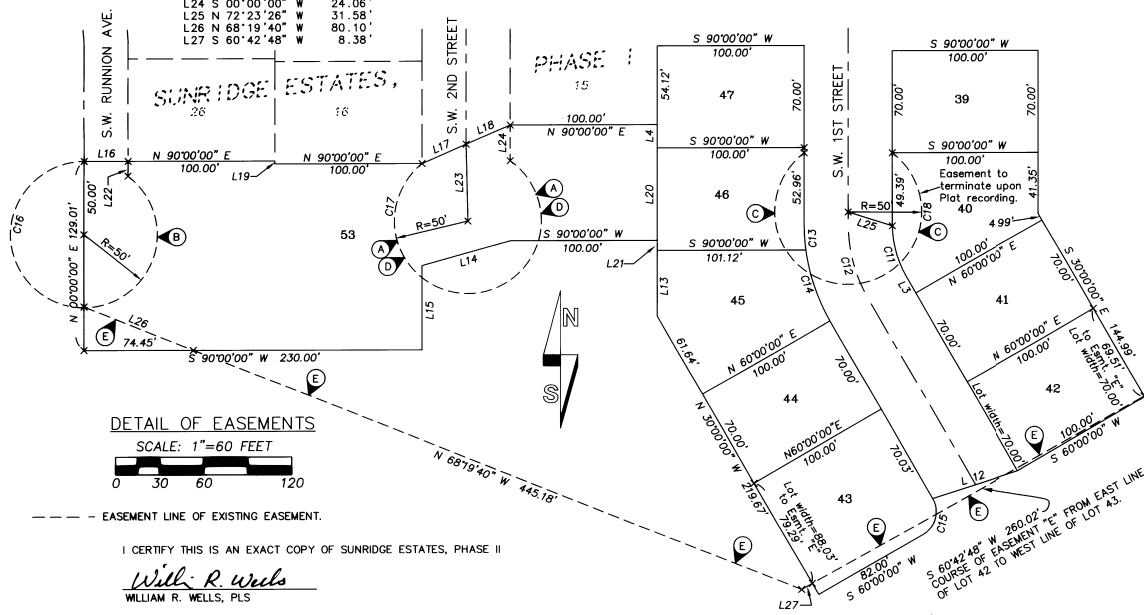 L24 S 00°00'00" W 24.06'
L25 N 72°23'26" W 31.58'
L26 N 68°19'40" W 80.10'
L27 S 60°42'48" W 8.38'
S.W. RUNNION AVE.
S.W. 2ND STREET
SUNRIDGE ESTATES,
PHASE I
26
16
15
S 90°00'00" W
100.00'
54.12'
47
70.00'
S.W. 1ST STREET
S 90°00'00" W
100.00'
70.00'
39
70.00'
L16
N 90°00'00" E
100.00'
L19
N 90°00'00" E
100.00'
L17
L18
L24
100.00'
N 90°00'00" E
L4
S 90°00'00" W
100.00'
S 90°00'00" W
100.00'
Easement to
terminate upon
Plat recording.
L22
50.00'
C16
N 00°00'00" E 129.01'
R=50'
B
53
C17
L23
R=50'
A
D
A
D
L14
L15
S 90°00'00" W
100.00'
L20
46
52.96'
C
R=50'
L25
49.39'
C18
40
41.35'
4.99'
C
L21
S 90°00'00" W
101.12'
C13
C12
C11
L13
45
C14
L3
100.00'
N 60°00'00" E
S 30°00'00" E
70.00'
144.99'
41
61.64'
N 60°00'00" E
100.00'
70.00'
70.00'
N 60°00'00" E
100.00'
69.51'
to Esmt. "E"
Lot width=70.00'
42
L26
E
74.45'
S 90°00'00" W 230.00'
E
N
S
44
N 30°00'00" W
70.00'
219.67'
N60°00'00"E
100.00'
70.03'
Lot width=70.00'
100.00'
S 60°00'00" W
E
DETAIL OF EASEMENTS
SCALE: 1"=60 FEET
0 30 60 120
N 68°19'40" W 445.18'
43
Lot width=88.03'
79.29'
to Esmt. "E"
L 12
E
C15
E
E
82.00'
S 60°00'00" W
L27
S 60°42'48" W 260.02'
COURSE OF EASEMENT "E" FROM EAST LINE
OF LOT 42 TO WEST LINE OF LOT 43.
EASEMENT LINE OF EXISTING EASEMENT.
I CERTIFY THIS IS AN EXACT COPY OF SUNRIDGE ESTATES, PHASE II
Willi R. Wells
WILLIAM R. WELLS, PLS